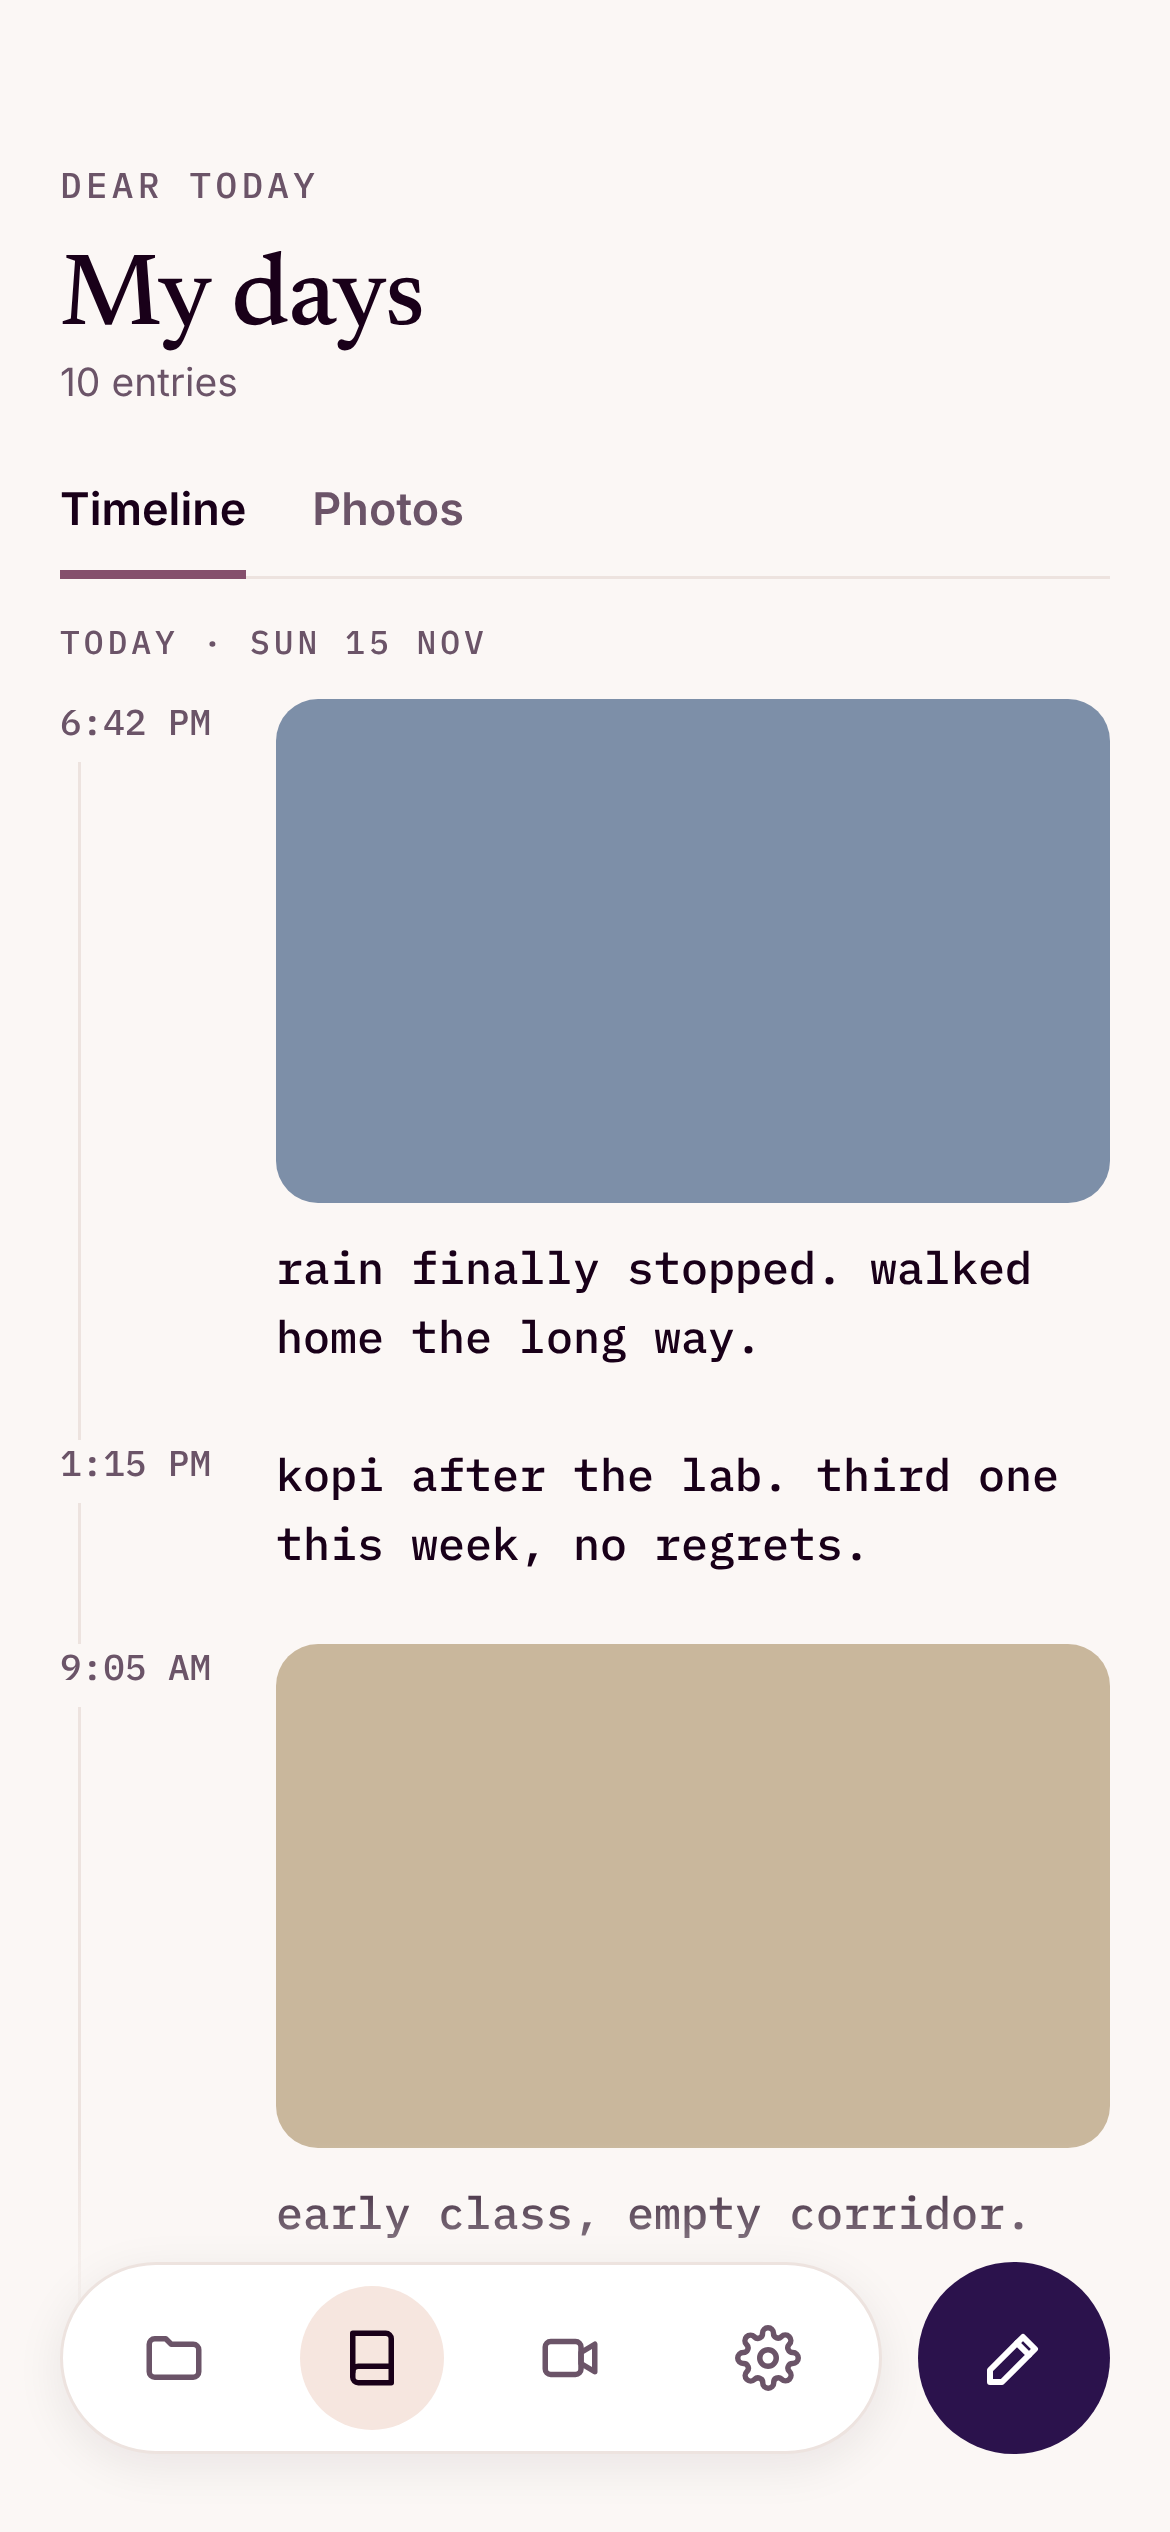 DEAR TODAY
My days
10 entries
Timeline Photos
TODAY · SUN 15 NOV
6:42 PM
rain finally stopped. walked
home the long way.
1:15 PM
kopi after the lab. third one
this week, no regrets.
9:05 AM
early class, empty corridor.